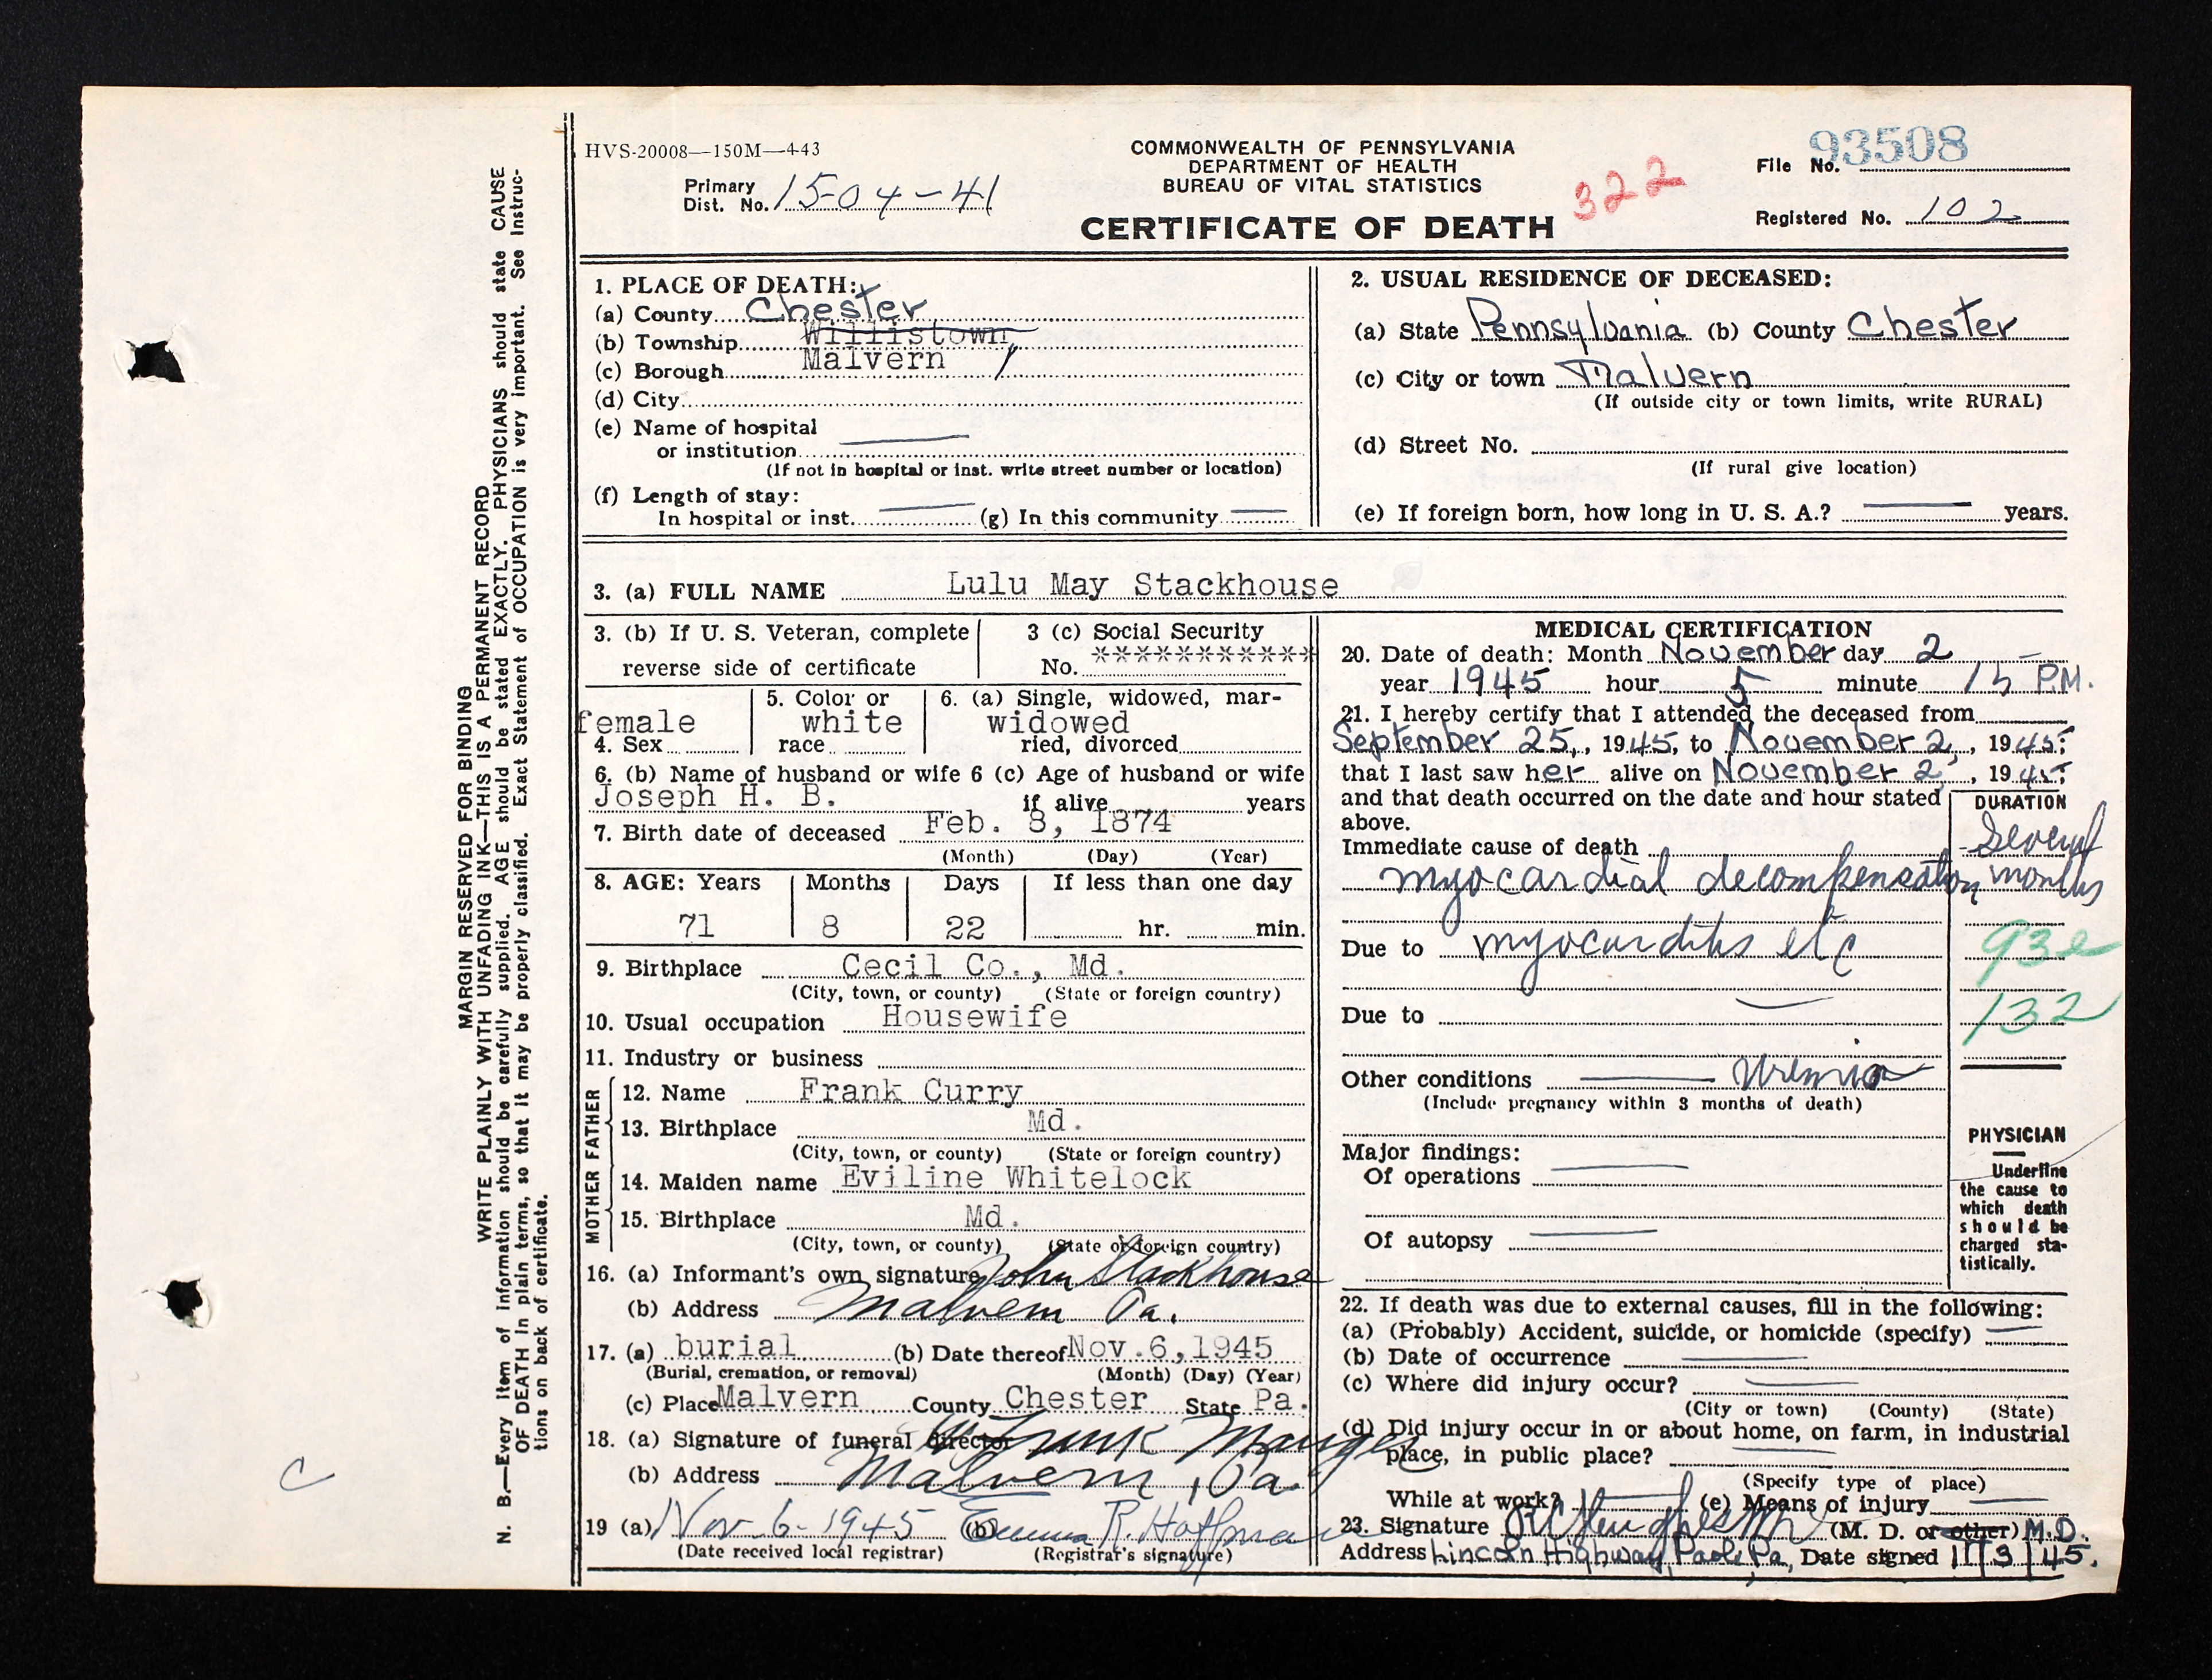 HVS-20008—150M—4-43
COMMONWEALTH OF PENNSYLVANIA
DEPARTMENT OF HEALTH
BUREAU OF VITAL STATISTICS
CERTIFICATE OF DEATH
322
Primary
Dist. No. 15-04-41
File No. 93508
Registered No. 102
MARGIN RESERVED FOR BINDING
WRITE PLAINLY WITH UNFADING INK—THIS IS A PERMANENT RECORD
N. B.—Every item of information should be carefully supplied. AGE should be stated EXACTLY. PHYSICIANS should state CAUSE
OF DEATH in plain terms, so that it may be properly classified. Exact Statement of OCCUPATION is very important. See instruc-
tions on back of certificate.
C
1. PLACE OF DEATH:
(a) County Chester
(b) Township Willistown
(c) Borough Malvern
(d) City
(e) Name of hospital
or institution
(If not in hospital or inst. write street number or location)
(f) Length of stay:
In hospital or inst. (g) In this community
2. USUAL RESIDENCE OF DECEASED:
(a) State Pennsylvania (b) County Chester
(c) City or town Malvern
(If outside city or town limits, write RURAL)
(d) Street No.
(If rural give location)
(e) If foreign born, how long in U. S. A.? years.
3. (a) FULL NAME Lulu May Stackhouse
3. (b) If U. S. Veteran, complete
reverse side of certificate
3 (c) Social Security
No. ***********
female
4. Sex
5. Color or
white
race
6. (a) Single, widowed, mar-
widowed
ried, divorced
6. (b) Name of husband or wife 6 (c) Age of husband or wife
Joseph H. B. if alive years
7. Birth date of deceased Feb. 8, 1874
(Month) (Day) (Year)
8. AGE: Years Months Days If less than one day
71 8 22 hr. min.
9. Birthplace Cecil Co., Md.
(City, town, or county) (State or foreign country)
10. Usual occupation Housewife
11. Industry or business
FATHER
12. Name Frank Curry
13. Birthplace Md.
(City, town, or county) (State or foreign country)
MOTHER
14. Maiden name Eviline Whitelock
15. Birthplace Md.
(City, town, or county) (State or foreign country)
16. (a) Informant's own signature John Stackhouse
(b) Address Malvern Pa.
17. (a) burial (b) Date thereof Nov.6,1945
(Burial, cremation, or removal) (Month) (Day) (Year)
(c) Place Malvern County Chester State Pa.
18. (a) Signature of funeral director Frank
(b) Address Malvern, Pa.
19 (a) Nov-6-1945 (b) Emma R. Hoffman
(Date received local registrar) (Registrar's signature)
MEDICAL CERTIFICATION
20. Date of death: Month November day 2
year 1945 hour 5 minute 15 P.M.
21. I hereby certify that I attended the deceased from
September 25, 1945, to November 2, 1945;
that I last saw her alive on November 2, 1945;
and that death occurred on the date and hour stated
above.
DURATION
Immediate cause of death Several
myocardial decompensation months
Due to myocarditis etc
93e
Due to
132
Other conditions Uremia
(Include pregnancy within 3 months of death)
Major findings:
Of operations
Of autopsy
PHYSICIAN
Underline
the cause to
which death
should be
charged sta-
tistically.
22. If death was due to external causes, fill in the following:
(a) (Probably) Accident, suicide, or homicide (specify)
(b) Date of occurrence
(c) Where did injury occur?
(City or town) (County) (State)
(d) Did injury occur in or about home, on farm, in industrial
place, in public place?
(Specify type of place)
While at work? (e) Means of injury
23. Signature (M. D. or other) M.D.
Address Lincoln Highway, Paoli, Pa, Date signed 11/3/45.